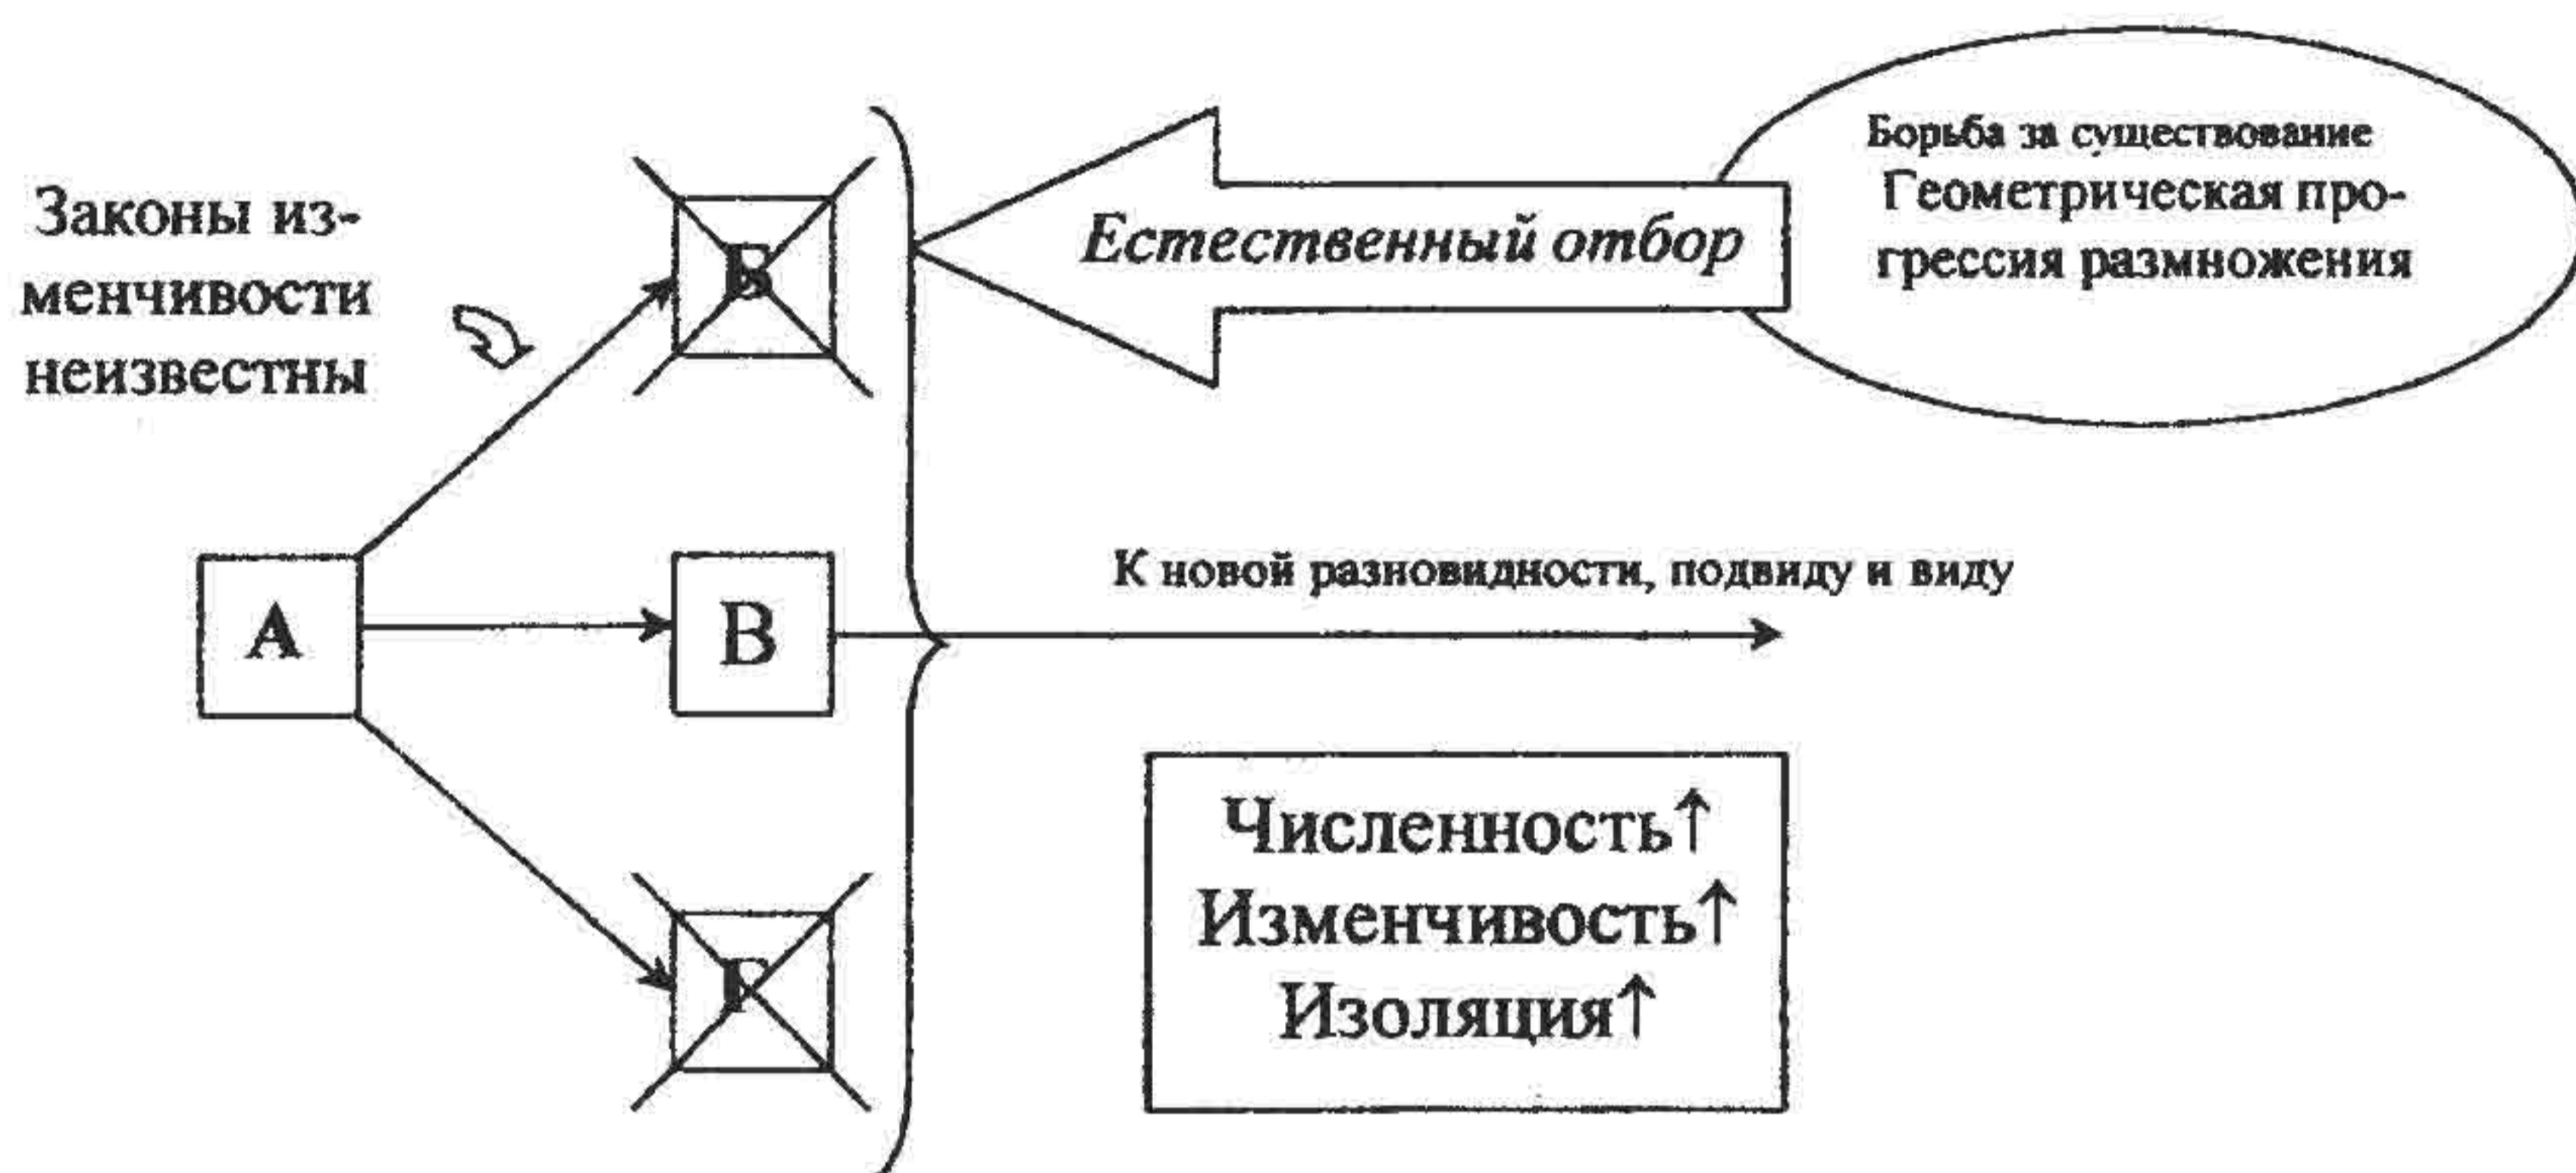 Законы из-
менчивости
неизвестны
Б
Естественный отбор
Борьба за существование
Геометрическая про-
грессия размножения
А
В
К новой разновидности, подвиду и виду
Г
Численность↑
Изменчивость↑
Изоляция↑